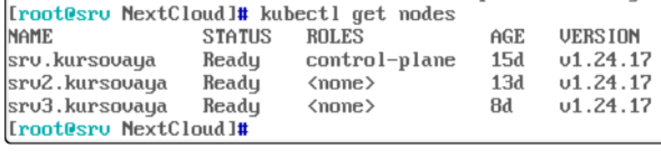 [root@srv NextCloud]# kubectl get nodes
NAME STATUS ROLES AGE VERSION
srv.kursovaya Ready control-plane 15d v1.24.17
srv2.kursovaya Ready <none> 13d v1.24.17
srv3.kursovaya Ready <none> 8d v1.24.17
[root@srv NextCloud]#